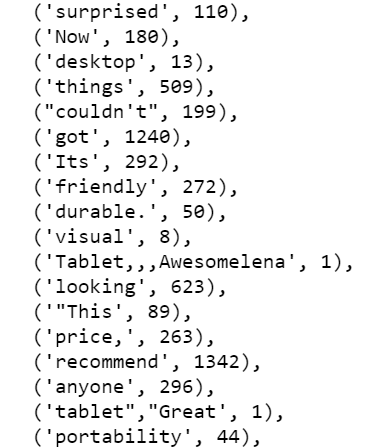 ('surprised', 110),
('Now', 180),
('desktop', 13),
('things', 509),
("couldn't", 199),
('got', 1240),
('Its', 292),
('friendly', 272),
('durable.', 50),
('visual', 8),
('Tablet,,,Awesomelena', 1),
('looking', 623),
('"This', 89),
('price,', 263),
('recommend', 1342),
('anyone', 296),
('tablet","Great', 1),
('portability', 44),